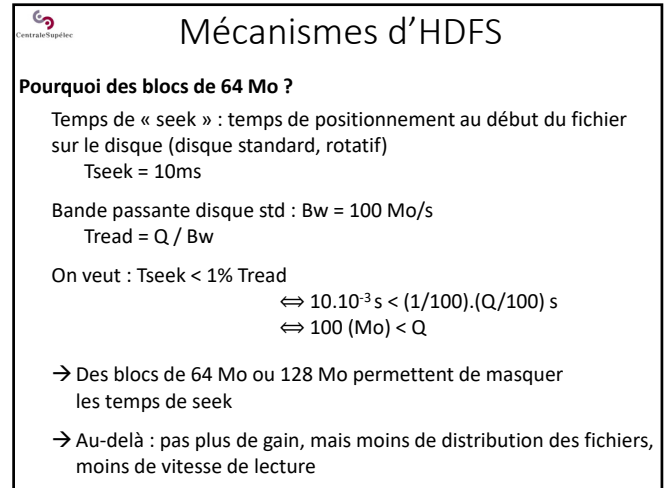 CentraleSupélec
Mécanismes d’HDFS
Pourquoi des blocs de 64 Mo ?
Temps de « seek » : temps de positionnement au début du fichier
sur le disque (disque standard, rotatif)
Tseek = 10ms
Bande passante disque std : Bw = 100 Mo/s
Tread = Q / Bw
On veut : Tseek < 1% Tread
⇔ 10.10⁻³ s < (1/100).(Q/100) s
⇔ 100 (Mo) < Q
→ Des blocs de 64 Mo ou 128 Mo permettent de masquer
les temps de seek
→ Au-delà : pas plus de gain, mais moins de distribution des fichiers,
moins de vitesse de lecture